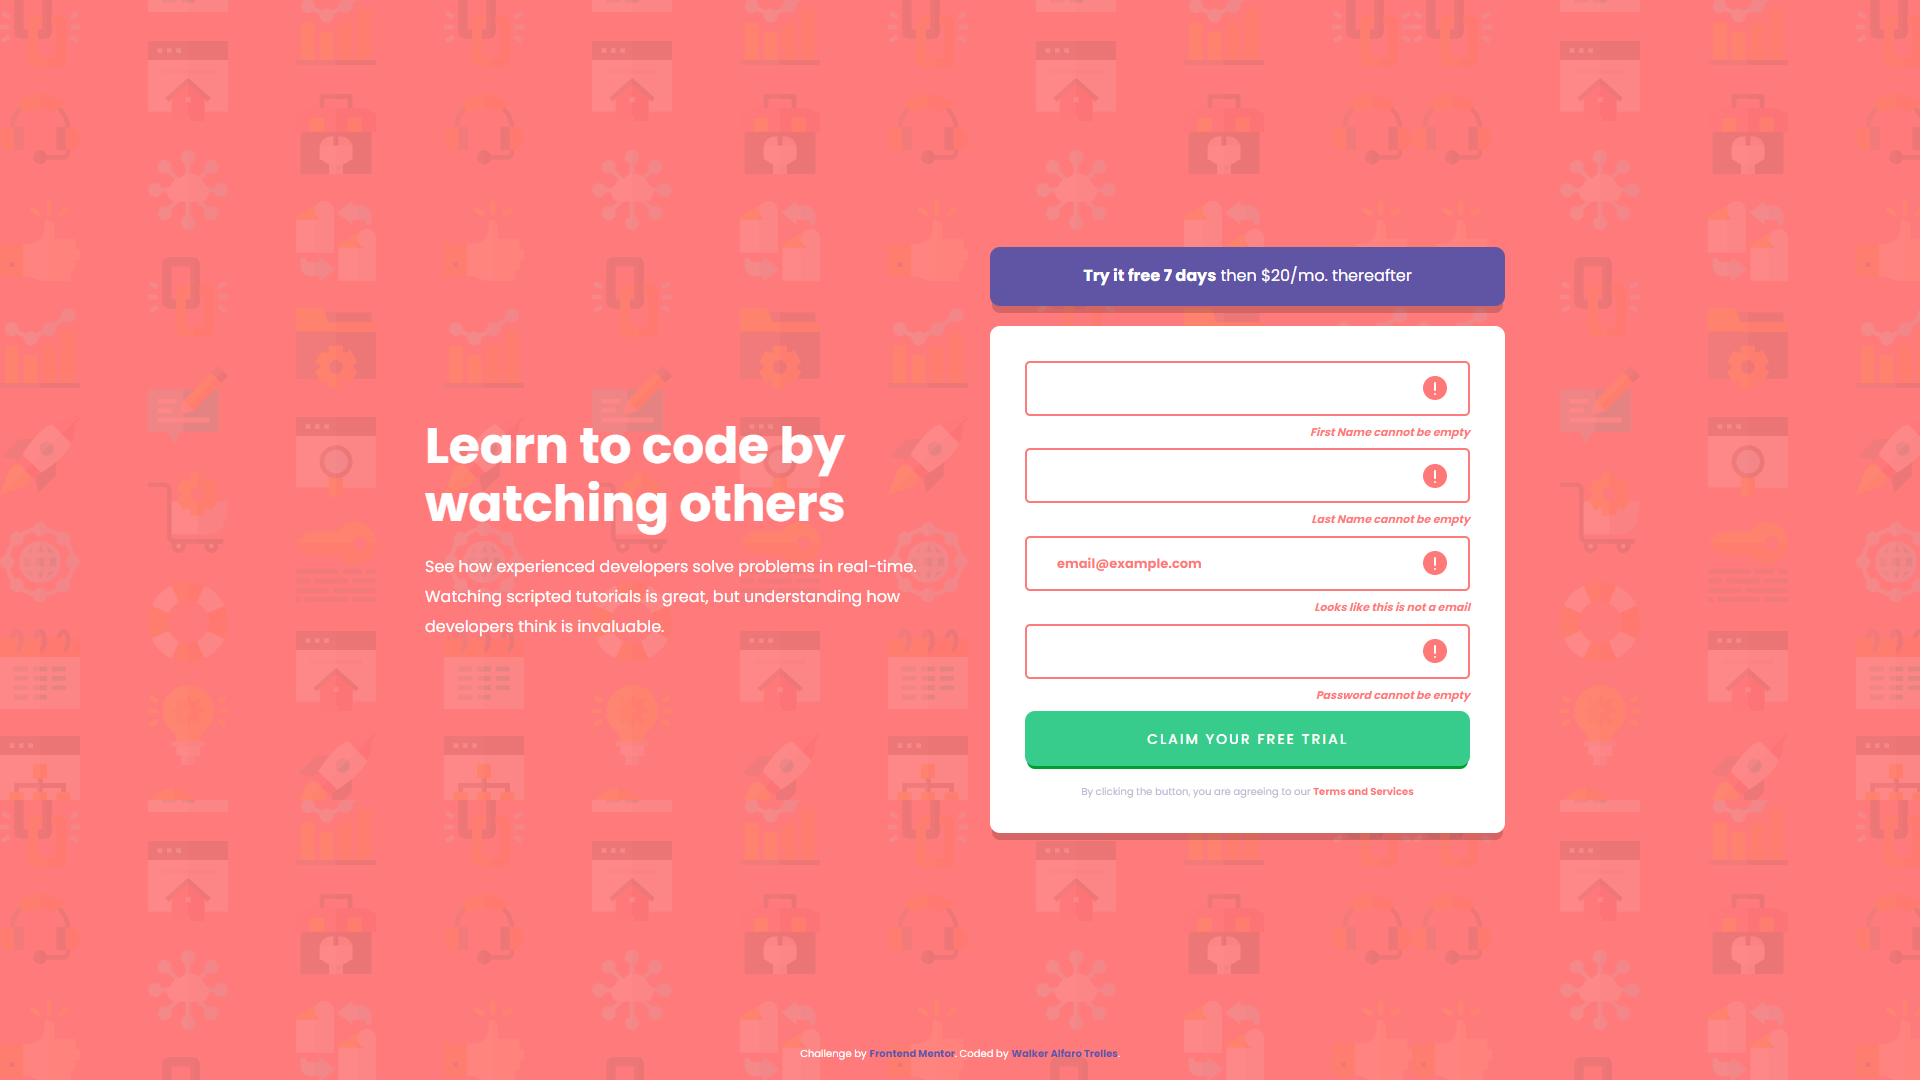 Learn to code by
watching others
See how experienced developers solve problems in real-time.
Watching scripted tutorials is great, but understanding how
developers think is invaluable.
Try it free 7 days then $20/mo. thereafter
First Name cannot be empty
Last Name cannot be empty
email@example.com
Looks like this is not a email
Password cannot be empty
CLAIM YOUR FREE TRIAL
By clicking the button, you are agreeing to our Terms and Services
Challenge by Frontend Mentor. Coded by Walker Alfaro Trelles.